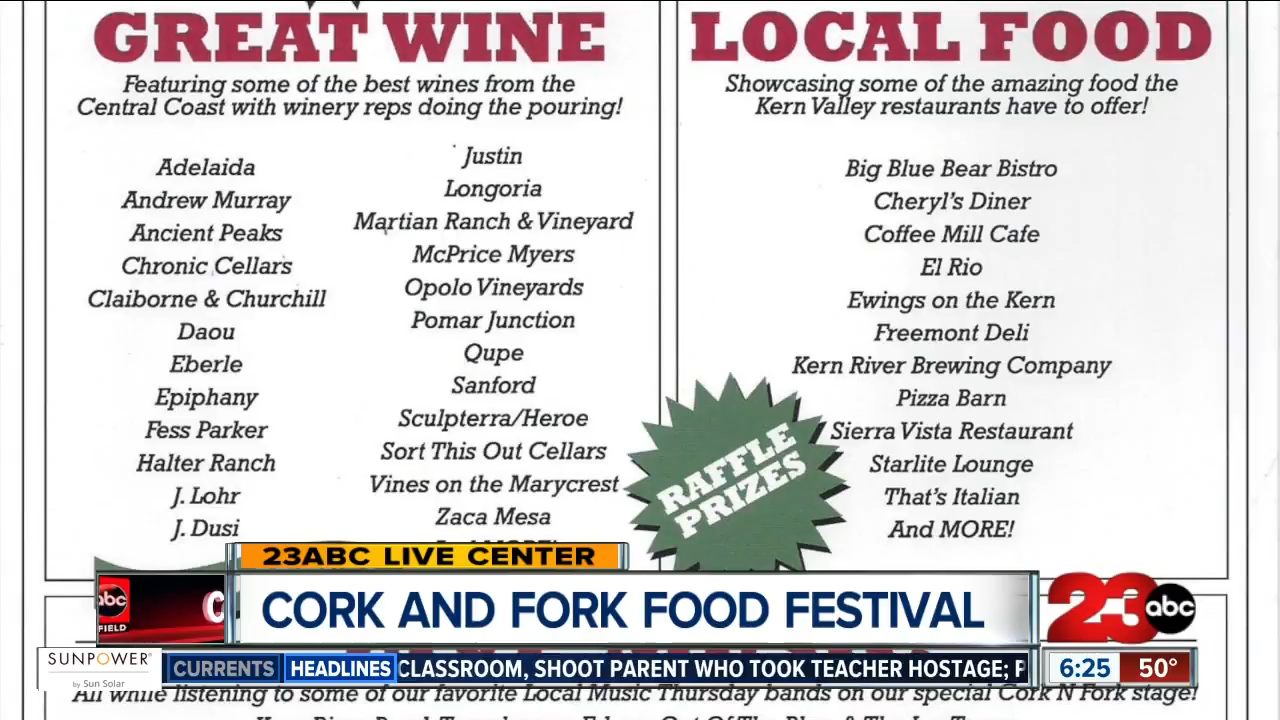 GREAT WINE
Featuring some of the best wines from the
Central Coast with winery reps doing the pouring!
Adelaida
Andrew Murray
Ancient Peaks
Chronic Cellars
Claiborne & Churchill
Daou
Eberle
Epiphany
Fess Parker
Halter Ranch
J. Lohr
J. Dusi
Justin
Longoria
Martian Ranch & Vineyard
McPrice Myers
Opolo Vineyards
Pomar Junction
Qupe
Sanford
Sculpterra/Heroe
Sort This Out Cellars
Vines on the Marycrest
Zaca Mesa
LOCAL FOOD
Showcasing some of the amazing food the
Kern Valley restaurants have to offer!
Big Blue Bear Bistro
Cheryl's Diner
Coffee Mill Cafe
El Rio
Ewings on the Kern
Freemont Deli
Kern River Brewing Company
Pizza Barn
Sierra Vista Restaurant
Starlite Lounge
That's Italian
And MORE!
RAFFLE
PRIZES
23ABC LIVE CENTER
CORK AND FORK FOOD FESTIVAL
abc
FIELD
23 abc
SUNPOWER®
by Sun Solar
CURRENTS HEADLINES CLASSROOM, SHOOT PARENT WHO TOOK TEACHER HOSTAGE;
6:25 50°
All while listening to some of our favorite Local Music Thursday bands on our special Cork N Fork stage!